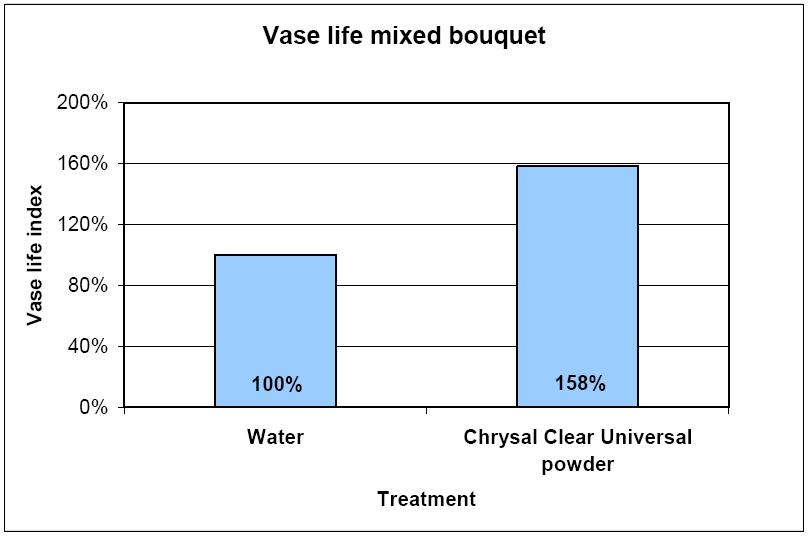 Vase life mixed bouquet
200%
160%
120%
80%
40%
0%
Vase life index
100%
158%
Water
Chrysal Clear Universal
powder
Treatment